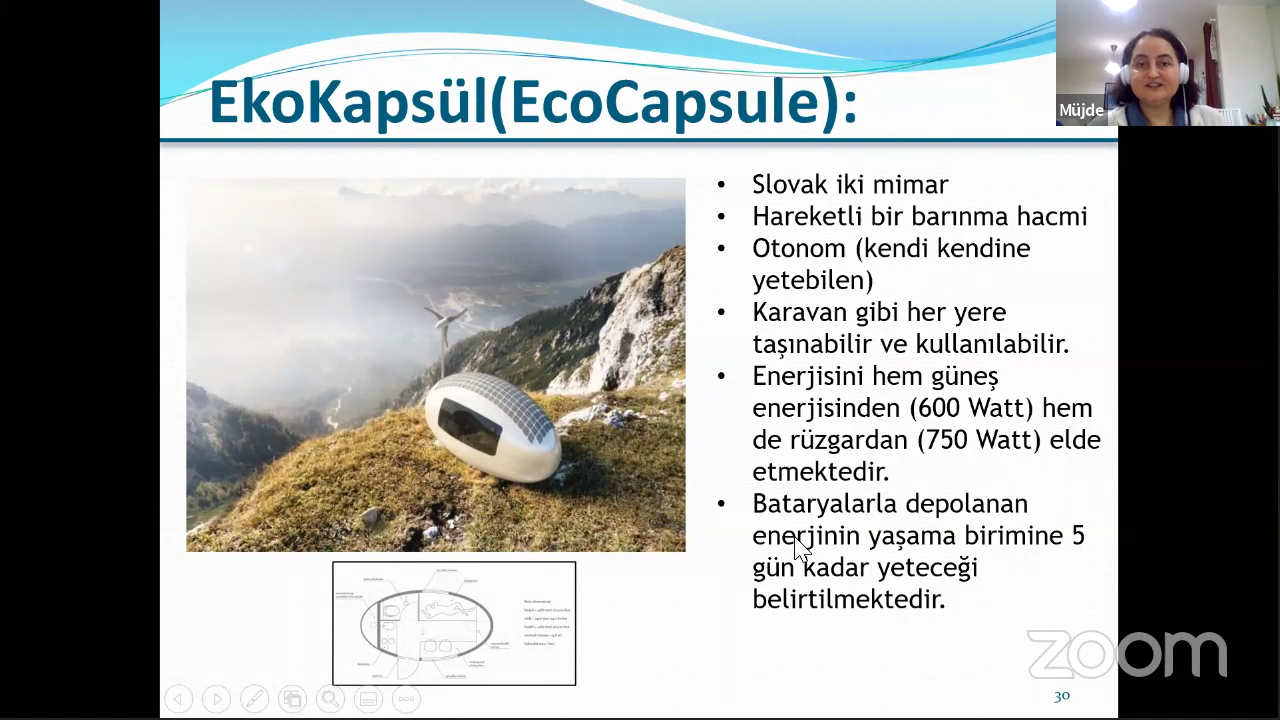 EkoKapsül(EcoCapsule):
Müjde
• Slovak iki mimar
• Hareketli bir barınma hacmi
• Otonom (kendi kendine
yetebilen)
• Karavan gibi her yere
taşınabilir ve kullanılabilir.
• Enerjisini hem güneş
enerjisinden (600 Watt) hem
de rüzgardan (750 Watt) elde
etmektedir.
• Bataryalarla depolanan
enerjinin yaşama birimine 5
gün kadar yeteceği
belirtilmektedir.
zoom
30